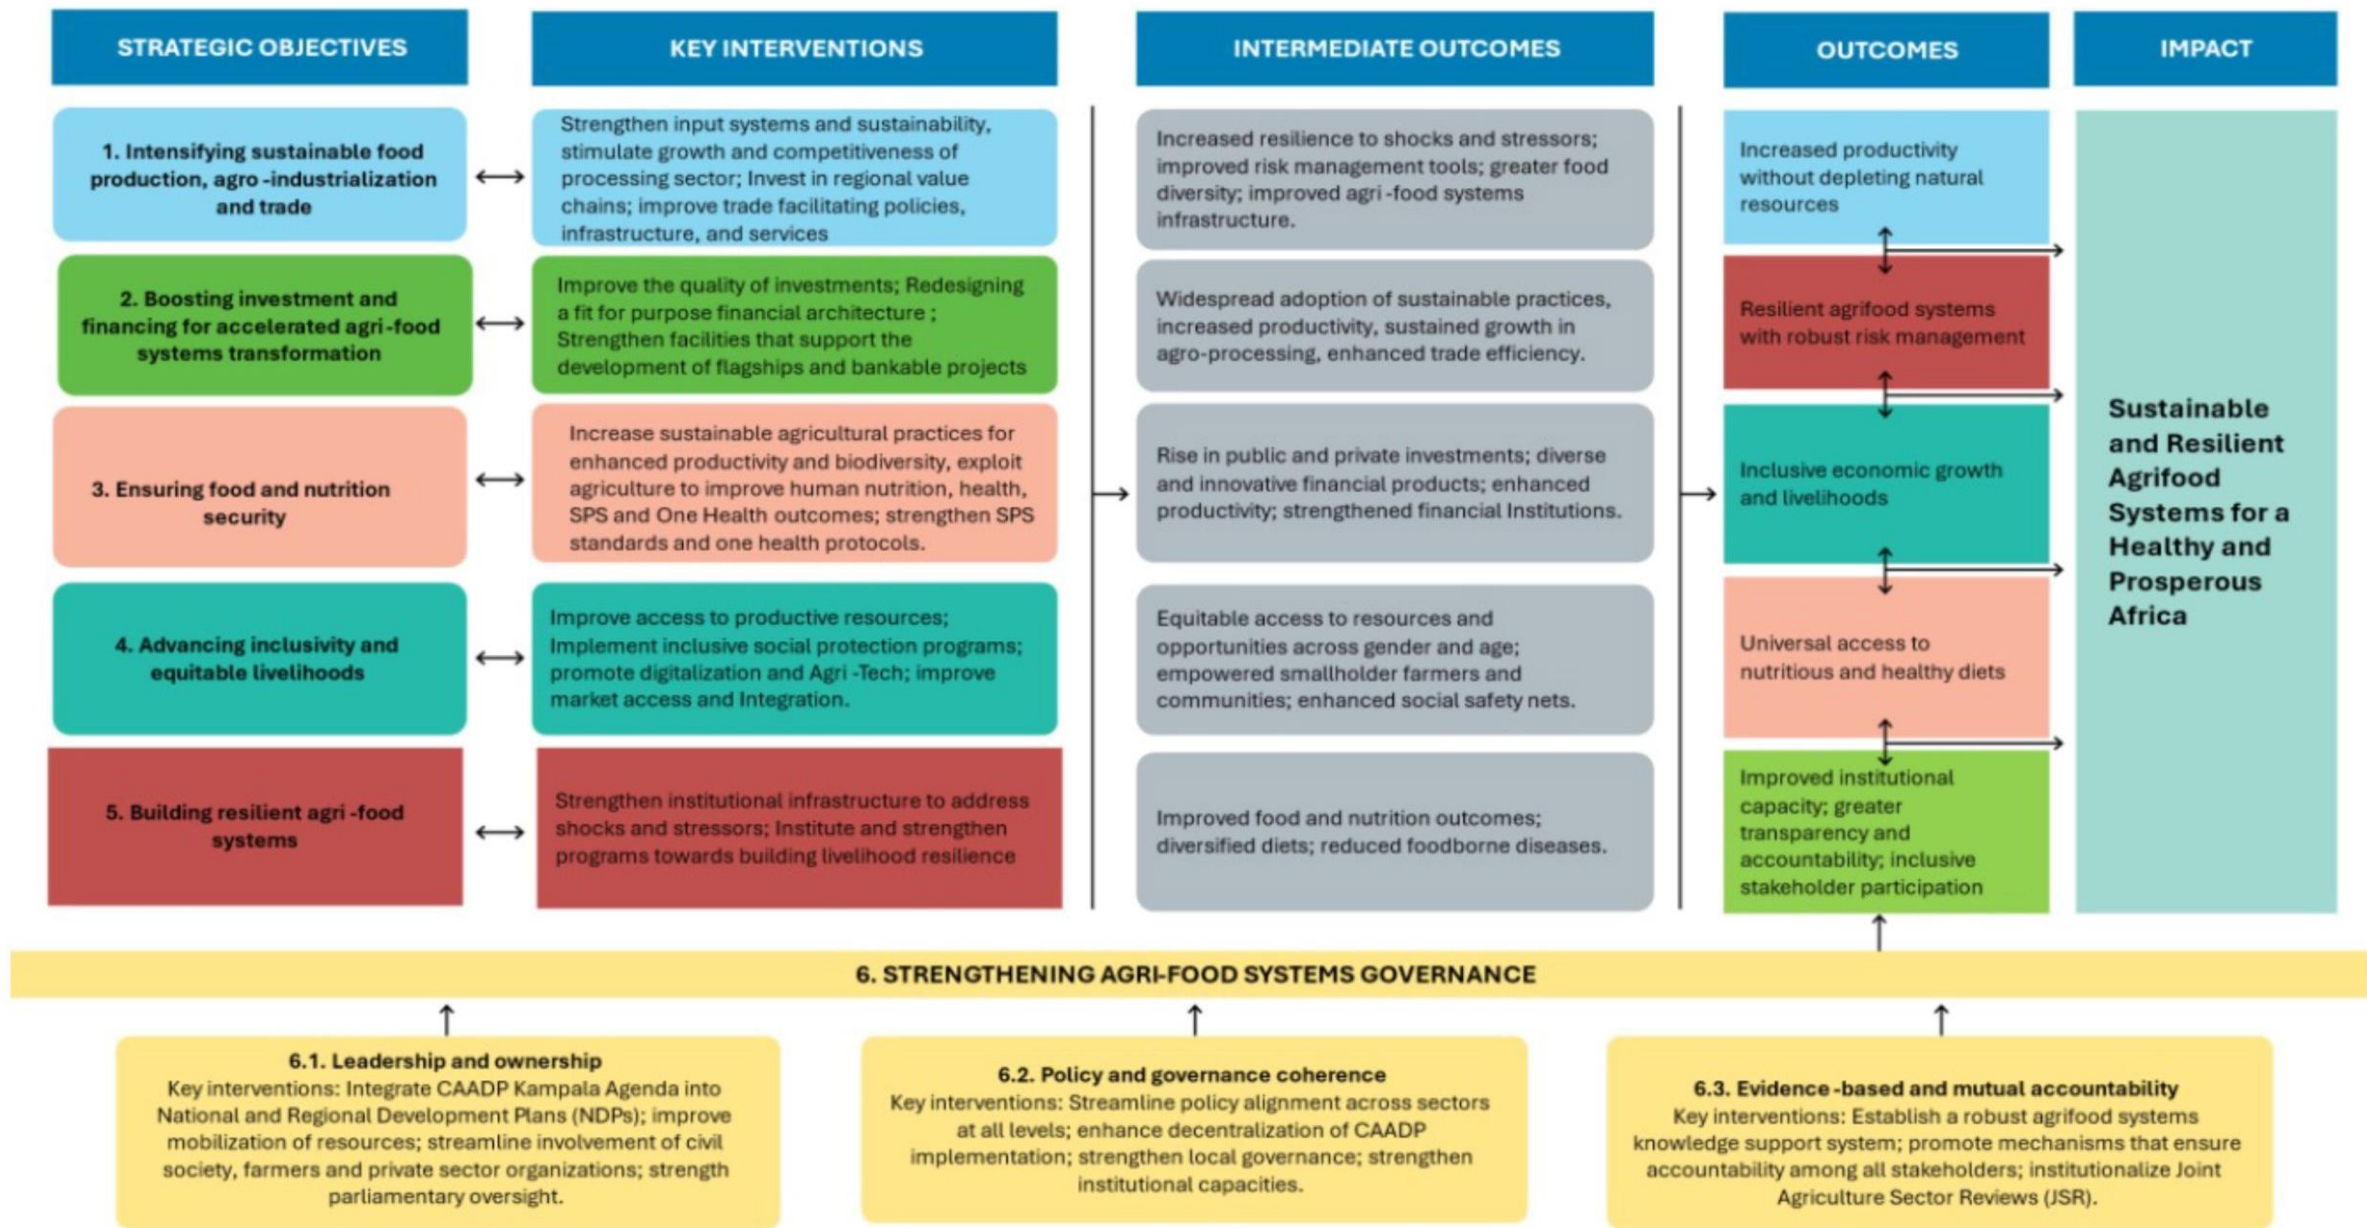 STRATEGIC OBJECTIVES
KEY INTERVENTIONS
INTERMEDIATE OUTCOMES
OUTCOMES
IMPACT
1. Intensifying sustainable food
production, agro -industrialization
and trade
Strengthen input systems and sustainability,
stimulate growth and competitiveness of
processing sector; Invest in regional value
chains; improve trade facilitating policies,
infrastructure, and services
Increased resilience to shocks and stressors;
improved risk management tools; greater food
diversity; improved agri -food systems
infrastructure.
Increased productivity
without depleting natural
resources
2. Boosting investment and
financing for accelerated agri -food
systems transformation
Improve the quality of investments; Redesigning
a fit for purpose financial architecture ;
Strengthen facilities that support the
development of flagships and bankable projects
Widespread adoption of sustainable practices,
increased productivity, sustained growth in
agro-processing, enhanced trade efficiency.
Resilient agrifood systems
with robust risk management
3. Ensuring food and nutrition
security
Increase sustainable agricultural practices for
enhanced productivity and biodiversity, exploit
agriculture to improve human nutrition, health,
SPS and One Health outcomes; strengthen SPS
standards and one health protocols.
Rise in public and private investments; diverse
and innovative financial products; enhanced
productivity; strengthened financial Institutions.
Inclusive economic growth
and livelihoods
4. Advancing inclusivity and
equitable livelihoods
Improve access to productive resources;
Implement inclusive social protection programs;
promote digitalization and Agri -Tech; improve
market access and Integration.
Equitable access to resources and
opportunities across gender and age;
empowered smallholder farmers and
communities; enhanced social safety nets.
Universal access to
nutritious and healthy diets
5. Building resilient agri -food
systems
Strengthen institutional infrastructure to address
shocks and stressors; Institute and strengthen
programs towards building livelihood resilience
Improved food and nutrition outcomes;
diversified diets; reduced foodborne diseases.
Improved institutional
capacity; greater
transparency and
accountability; inclusive
stakeholder participation
Sustainable
and Resilient
Agrifood
Systems for a
Healthy and
Prosperous
Africa
6. STRENGTHENING AGRI-FOOD SYSTEMS GOVERNANCE
6.1. Leadership and ownership
Key interventions: Integrate CAADP Kampala Agenda into
National and Regional Development Plans (NDPs); improve
mobilization of resources; streamline involvement of civil
society, farmers and private sector organizations; strength
parliamentary oversight.
6.2. Policy and governance coherence
Key interventions: Streamline policy alignment across sectors
at all levels; enhance decentralization of CAADP
implementation; strengthen local governance; strengthen
institutional capacities.
6.3. Evidence -based and mutual accountability
Key interventions: Establish a robust agrifood systems
knowledge support system; promote mechanisms that ensure
accountability among all stakeholders; institutionalize Joint
Agriculture Sector Reviews (JSR).